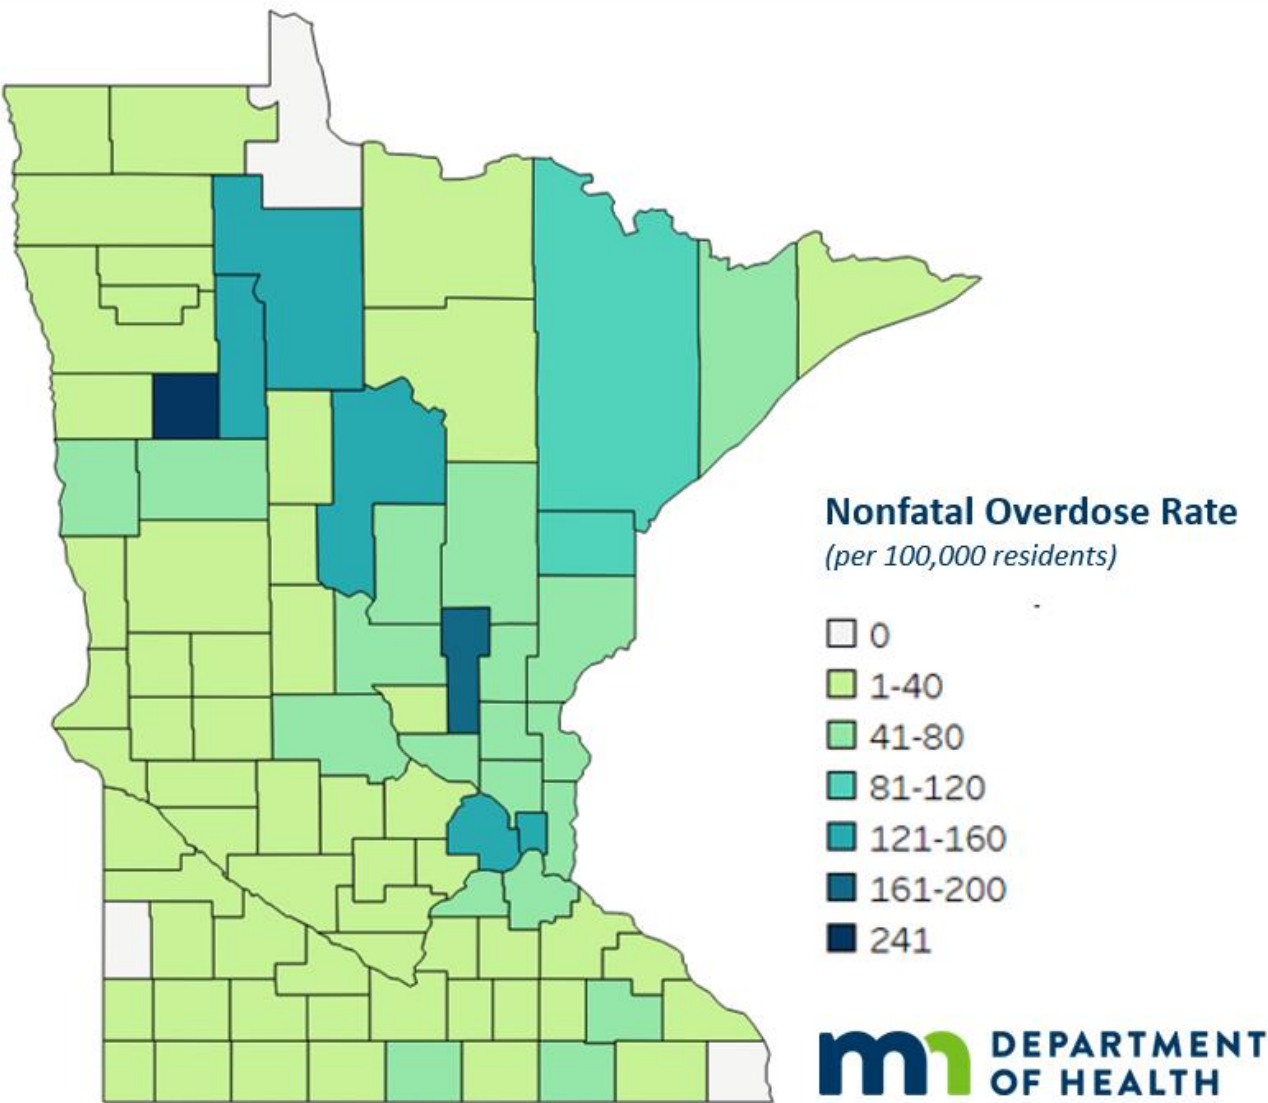 Nonfatal Overdose Rate
(per 100,000 residents)
-
0
1-40
41-80
81-120
121-160
161-200
241
mn DEPARTMENT
OF HEALTH